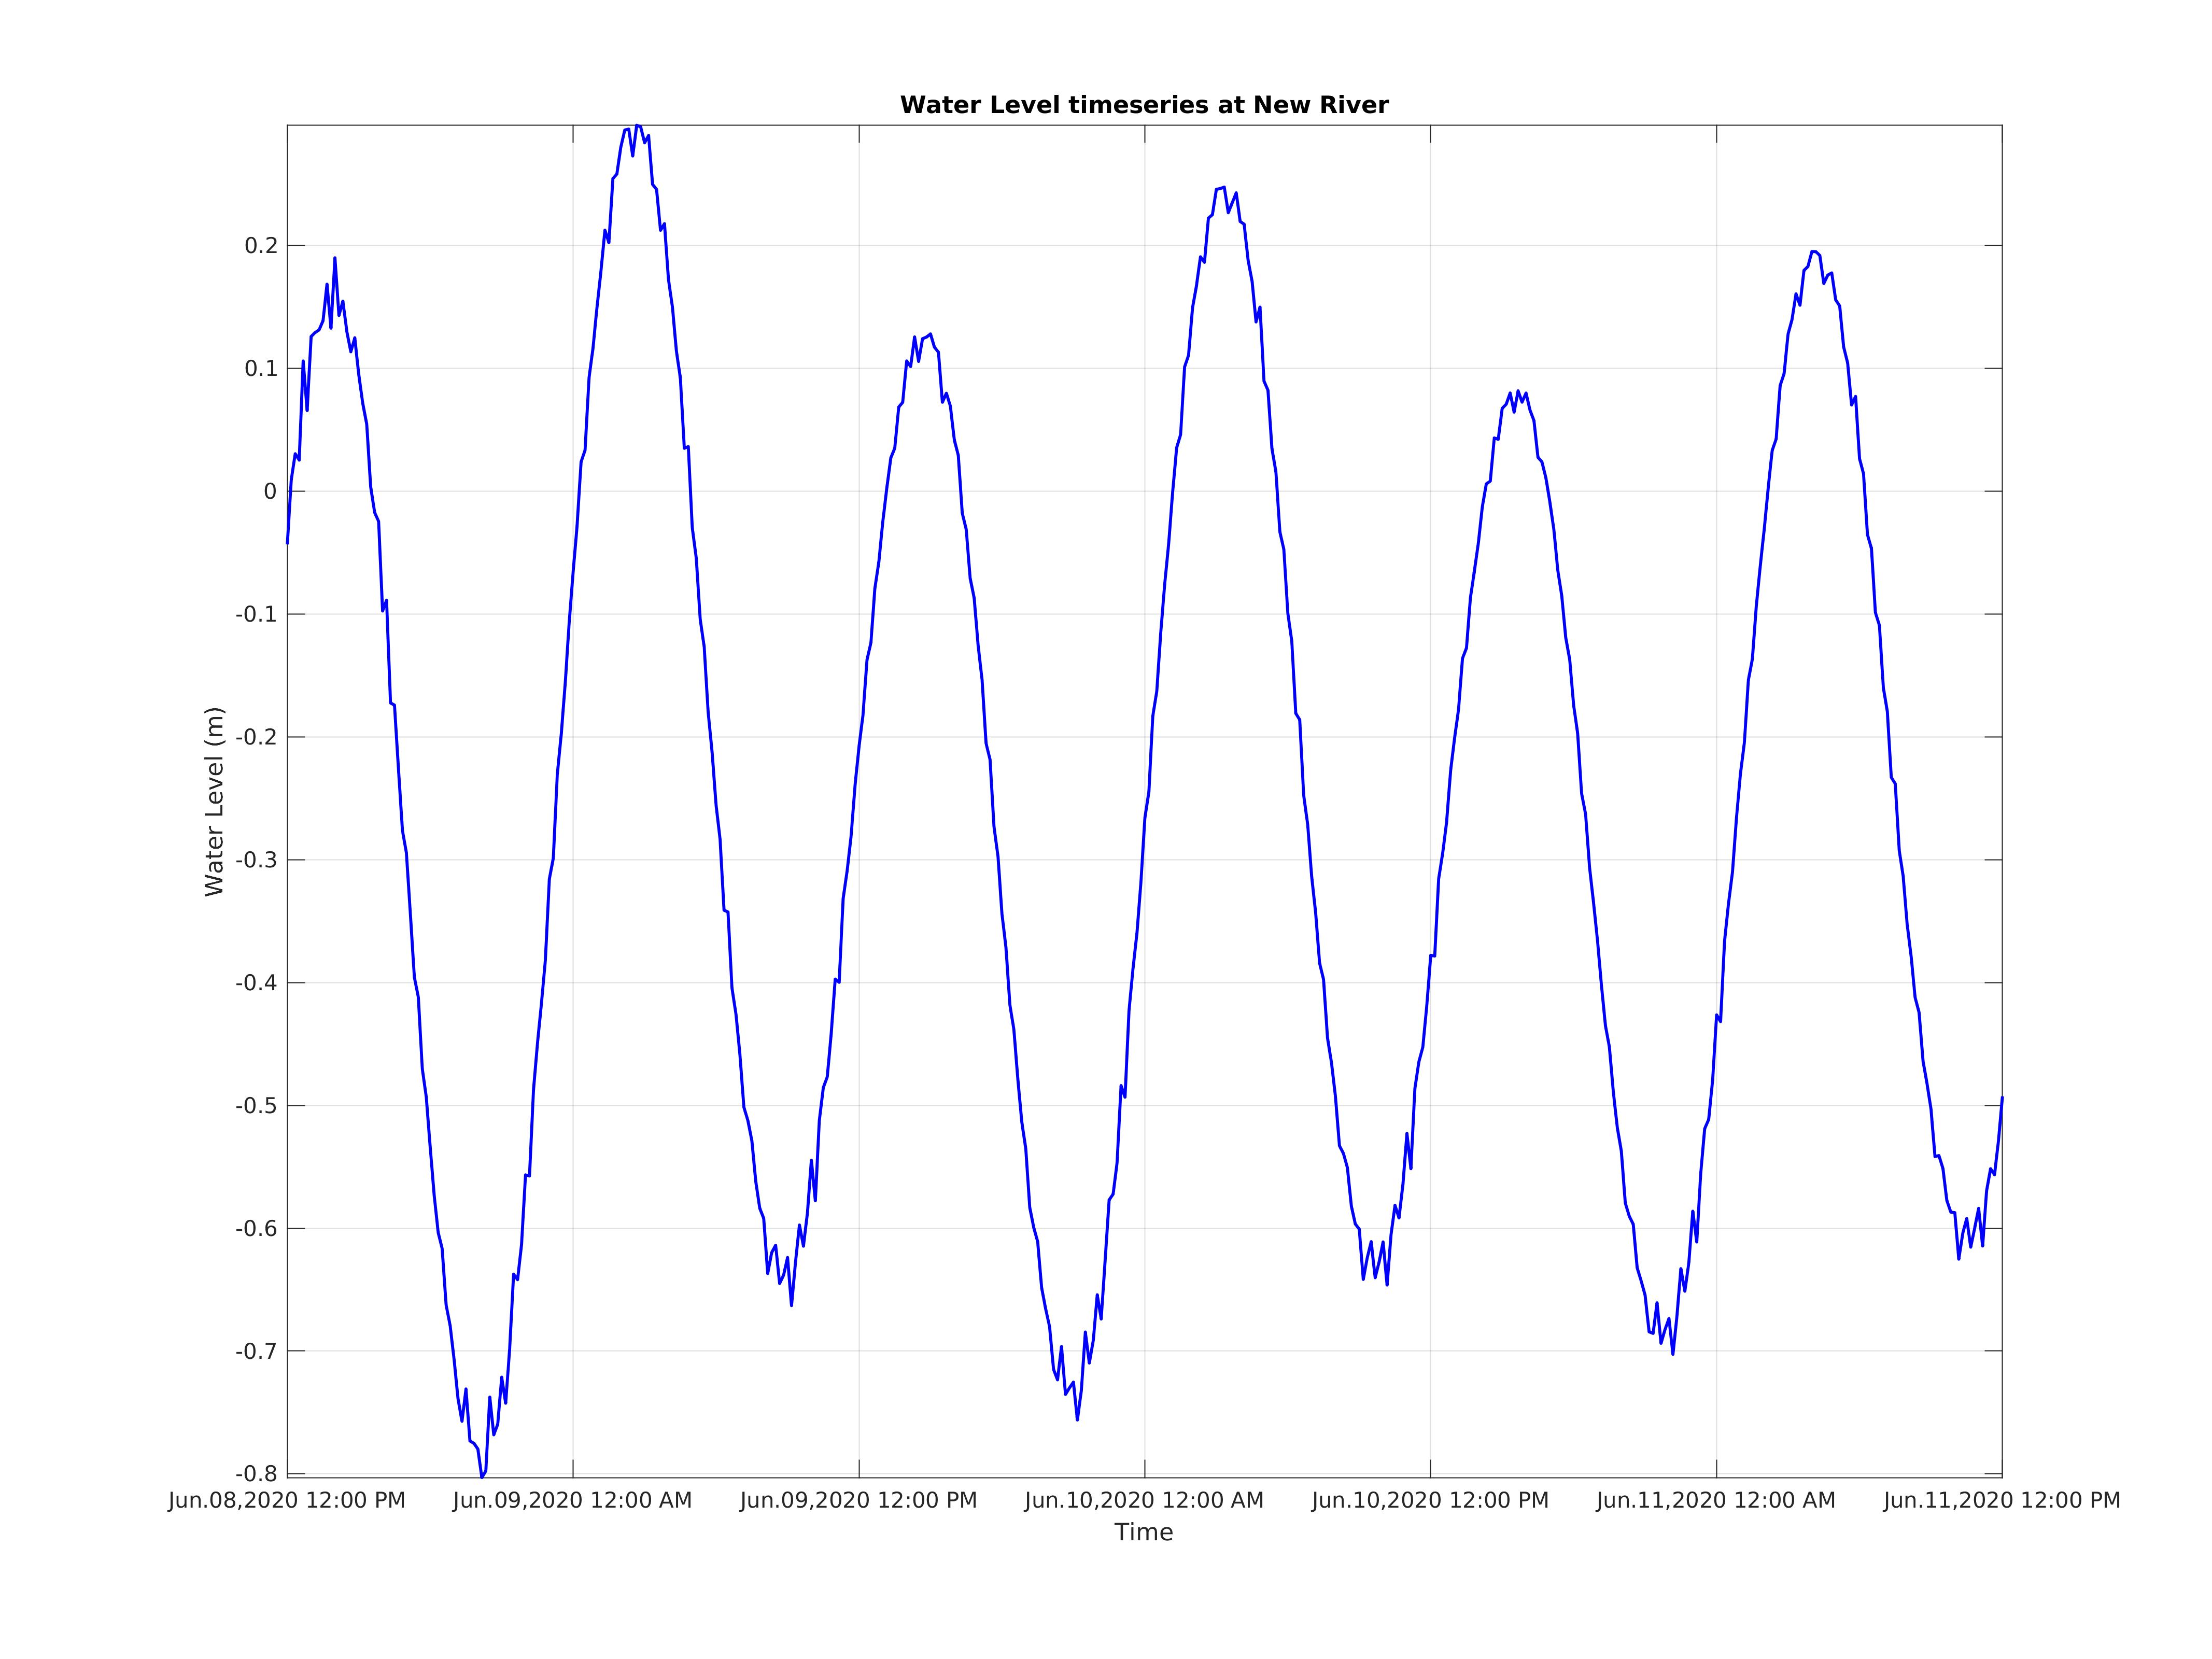 Water Level timeseries at New River
Water Level (m)
0.2
0.1
0
-0.1
-0.2
-0.3
-0.4
-0.5
-0.6
-0.7
-0.8
Jun.08,2020 12:00 PM
Jun.09,2020 12:00 AM
Jun.09,2020 12:00 PM
Jun.10,2020 12:00 AM
Jun.10,2020 12:00 PM
Jun.11,2020 12:00 AM
Jun.11,2020 12:00 PM
Time